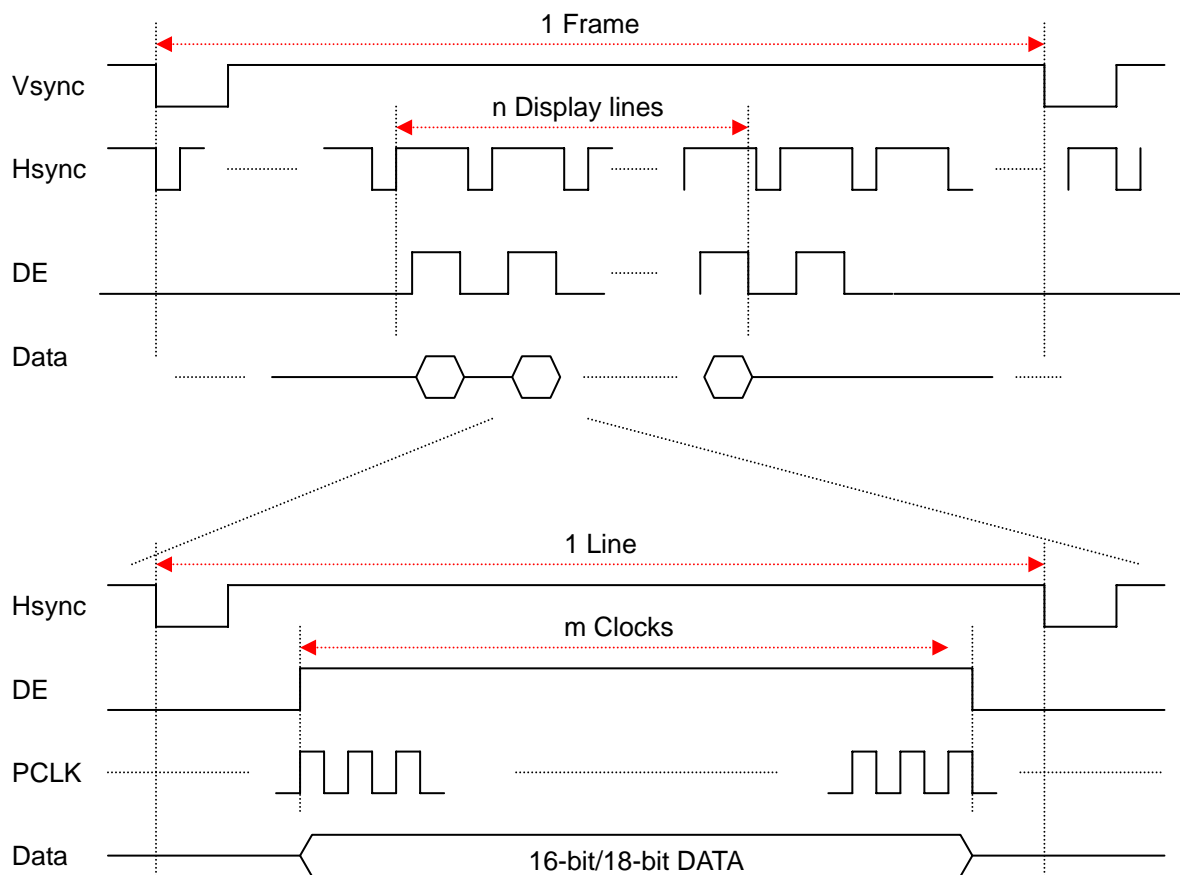 1 Frame
Vsync
n Display lines
Hsync
DE
Data
1 Line
Hsync
m Clocks
DE
PCLK
Data
16-bit/18-bit DATA